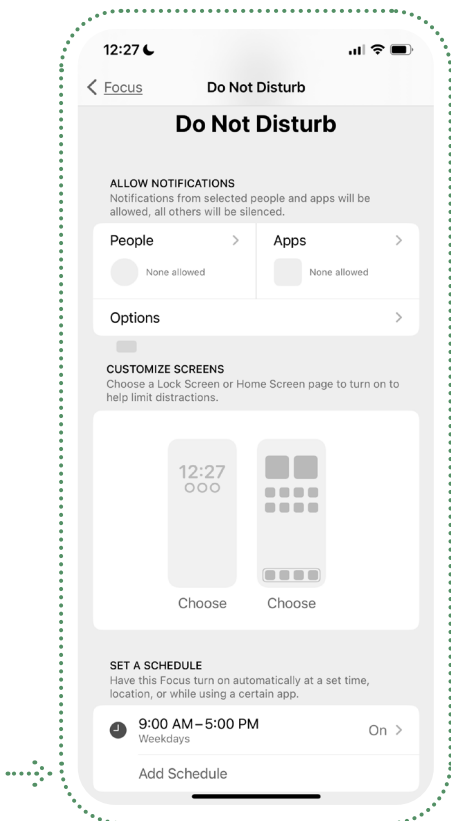 12:27
Focus
Do Not Disturb
Do Not Disturb
ALLOW NOTIFICATIONS
Notifications from selected people and apps will be
allowed, all others will be silenced.
People
Apps
None allowed
None allowed
Options
CUSTOMIZE SCREENS
Choose a Lock Screen or Home Screen page to turn on to
help limit distractions.
12:27
Choose
Choose
SET A SCHEDULE
Have this Focus turn on automatically at a set time,
location, or while using a certain app.
9:00 AM–5:00 PM
On
Weekdays
Add Schedule